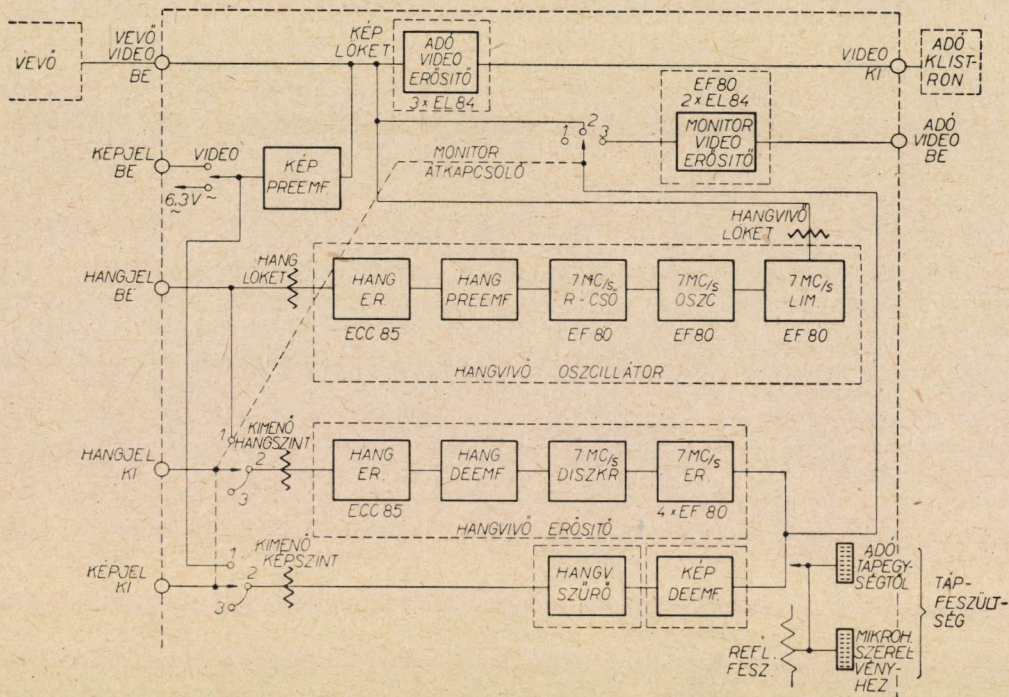 VEVŐ
VEVŐ
VIDEO
BE
KÉP
LÖKET
ADÓ
VIDEO
ERŐSITŐ
3×EL84
VIDEO
KI
ADÓ
KLIST-
RON
EF80
2×EL84
MONITOR
VIDEO
ERŐSITŐ
ADÓ
VIDEO
BE
1
2
3
MONITOR
ÁTKAPCSOLÓ
KÉPJEL
BE
VIDEO
6,3V ~
~
KÉP
PREEMF.
HANGVIVŐ
LÖKET
HANGJEL
BE
HANG
LÖKET
HANG
ER.
ECC 85
HANG
PREEMF
7MC/s
R-CSŐ
EF 80
7MC/s
OSZC
EF80
7MC/s
LIM.
EF 80
HANGVIVŐ OSZCILLÁTOR
HANGJEL
KI
1
2
3
KIMENŐ
HANGSZINT
HANG
ER.
ECC85
HANG
DEEMF
7MC/s
DISZKR.
7MC/s
ER.
4×EF 80
HANGVIVŐ ERŐSITŐ
KÉPJEL
KI
1
2
3
KIMENŐ
KÉPSZINT
HANGV.
SZŰRŐ
KÉP
DEEMF.
REFL.
FESZ
ADÓ
TÁPEGY-
SÉGTŐL
MIKROH.
SZEREL
VÉNY-
HEZ
TÁP-
FESZÜLT-
SÉG